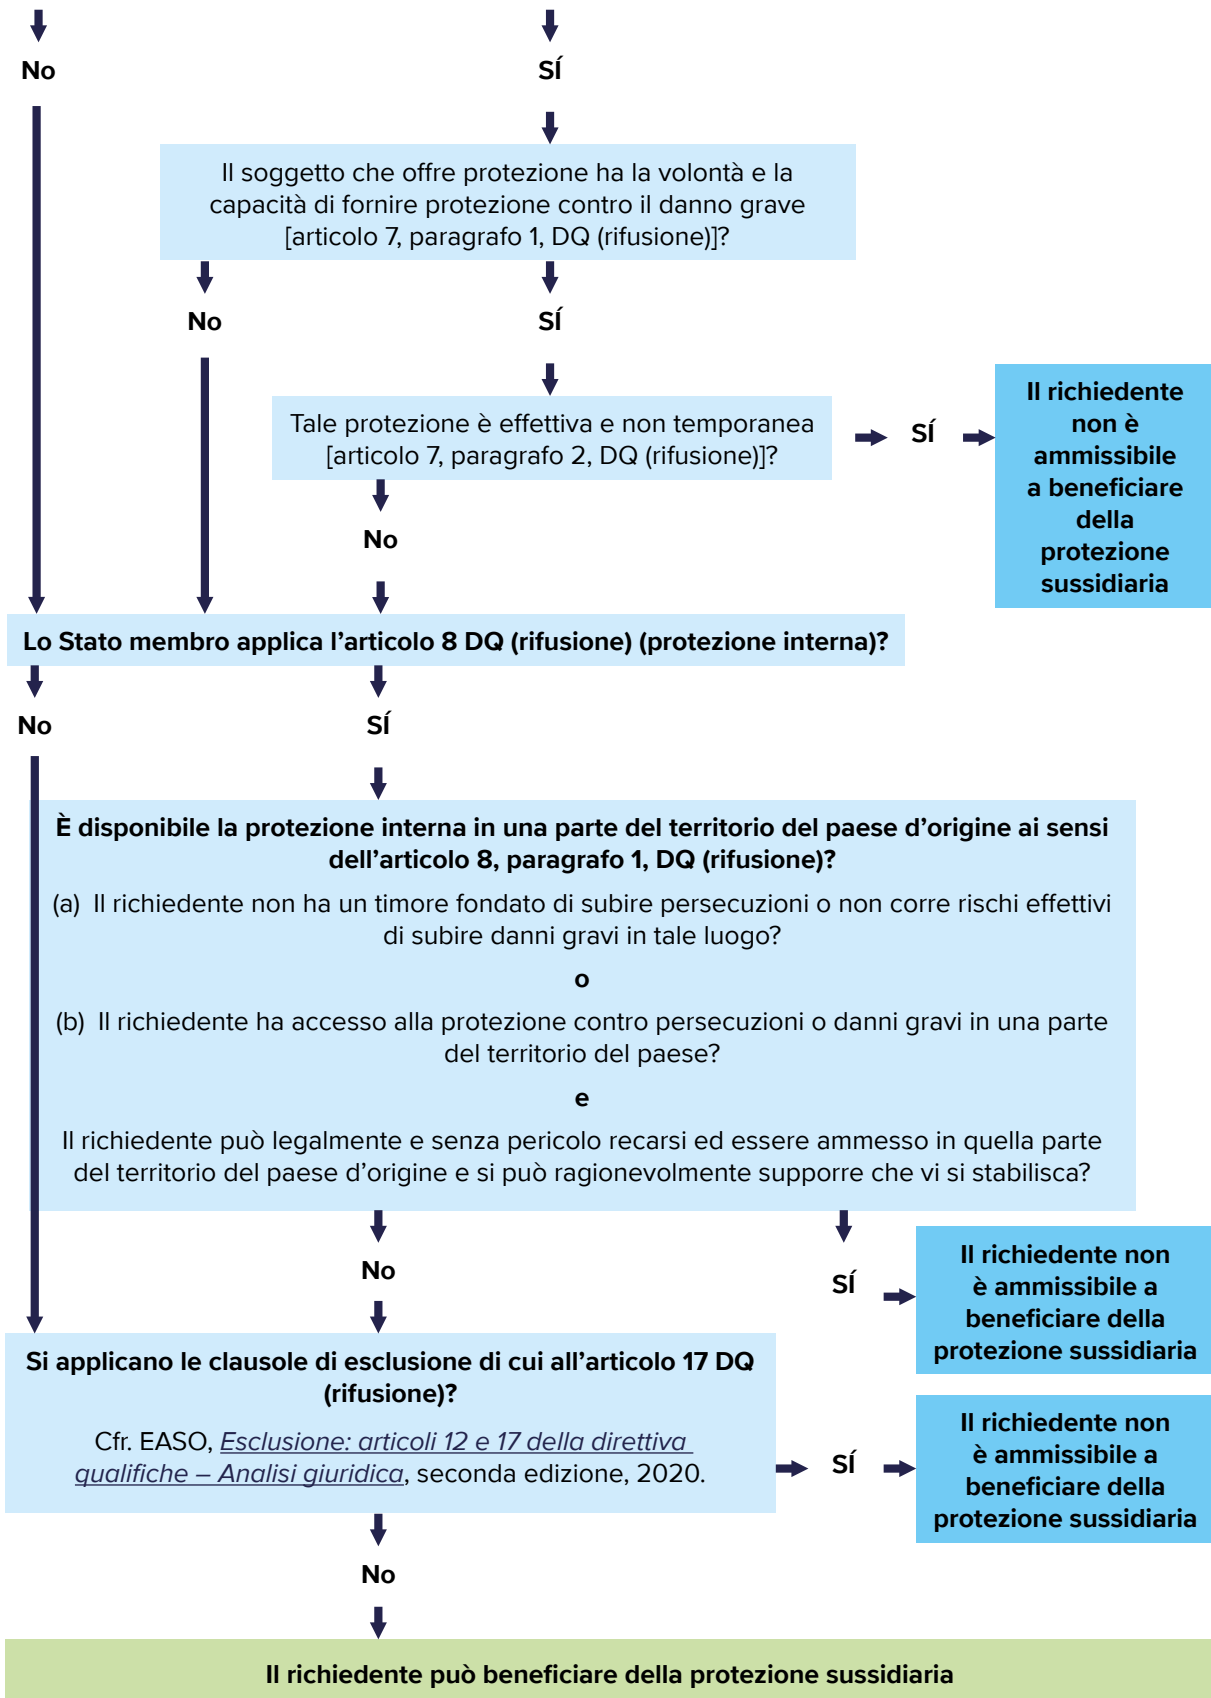 No
SÍ
Il soggetto che offre protezione ha la volontà e la
capacità di fornire protezione contro il danno grave
[articolo 7, paragrafo 1, DQ (rifusione)]?
No
SÍ
Tale protezione è effettiva e non temporanea
[articolo 7, paragrafo 2, DQ (rifusione)]?
SÍ
Il richiedente
non è
ammissibile
a beneficiare
della
protezione
sussidiaria
No
Lo Stato membro applica l’articolo 8 DQ (rifusione) (protezione interna)?
No
SÍ
È disponibile la protezione interna in una parte del territorio del paese d’origine ai sensi
dell’articolo 8, paragrafo 1, DQ (rifusione)?
(a) Il richiedente non ha un timore fondato di subire persecuzioni o non corre rischi effettivi
di subire danni gravi in tale luogo?
o
(b) Il richiedente ha accesso alla protezione contro persecuzioni o danni gravi in una parte
del territorio del paese?
e
Il richiedente può legalmente e senza pericolo recarsi ed essere ammesso in quella parte
del territorio del paese d’origine e si può ragionevolmente supporre che vi si stabilisca?
No
SÍ
Il richiedente non
è ammissibile a
beneficiare della
protezione sussidiaria
Si applicano le clausole di esclusione di cui all’articolo 17 DQ
(rifusione)?
Cfr. EASO, Esclusione: articoli 12 e 17 della direttiva
qualifiche – Analisi giuridica, seconda edizione, 2020.
SÍ
Il richiedente non
è ammissibile a
beneficiare della
protezione sussidiaria
No
Il richiedente può beneficiare della protezione sussidiaria